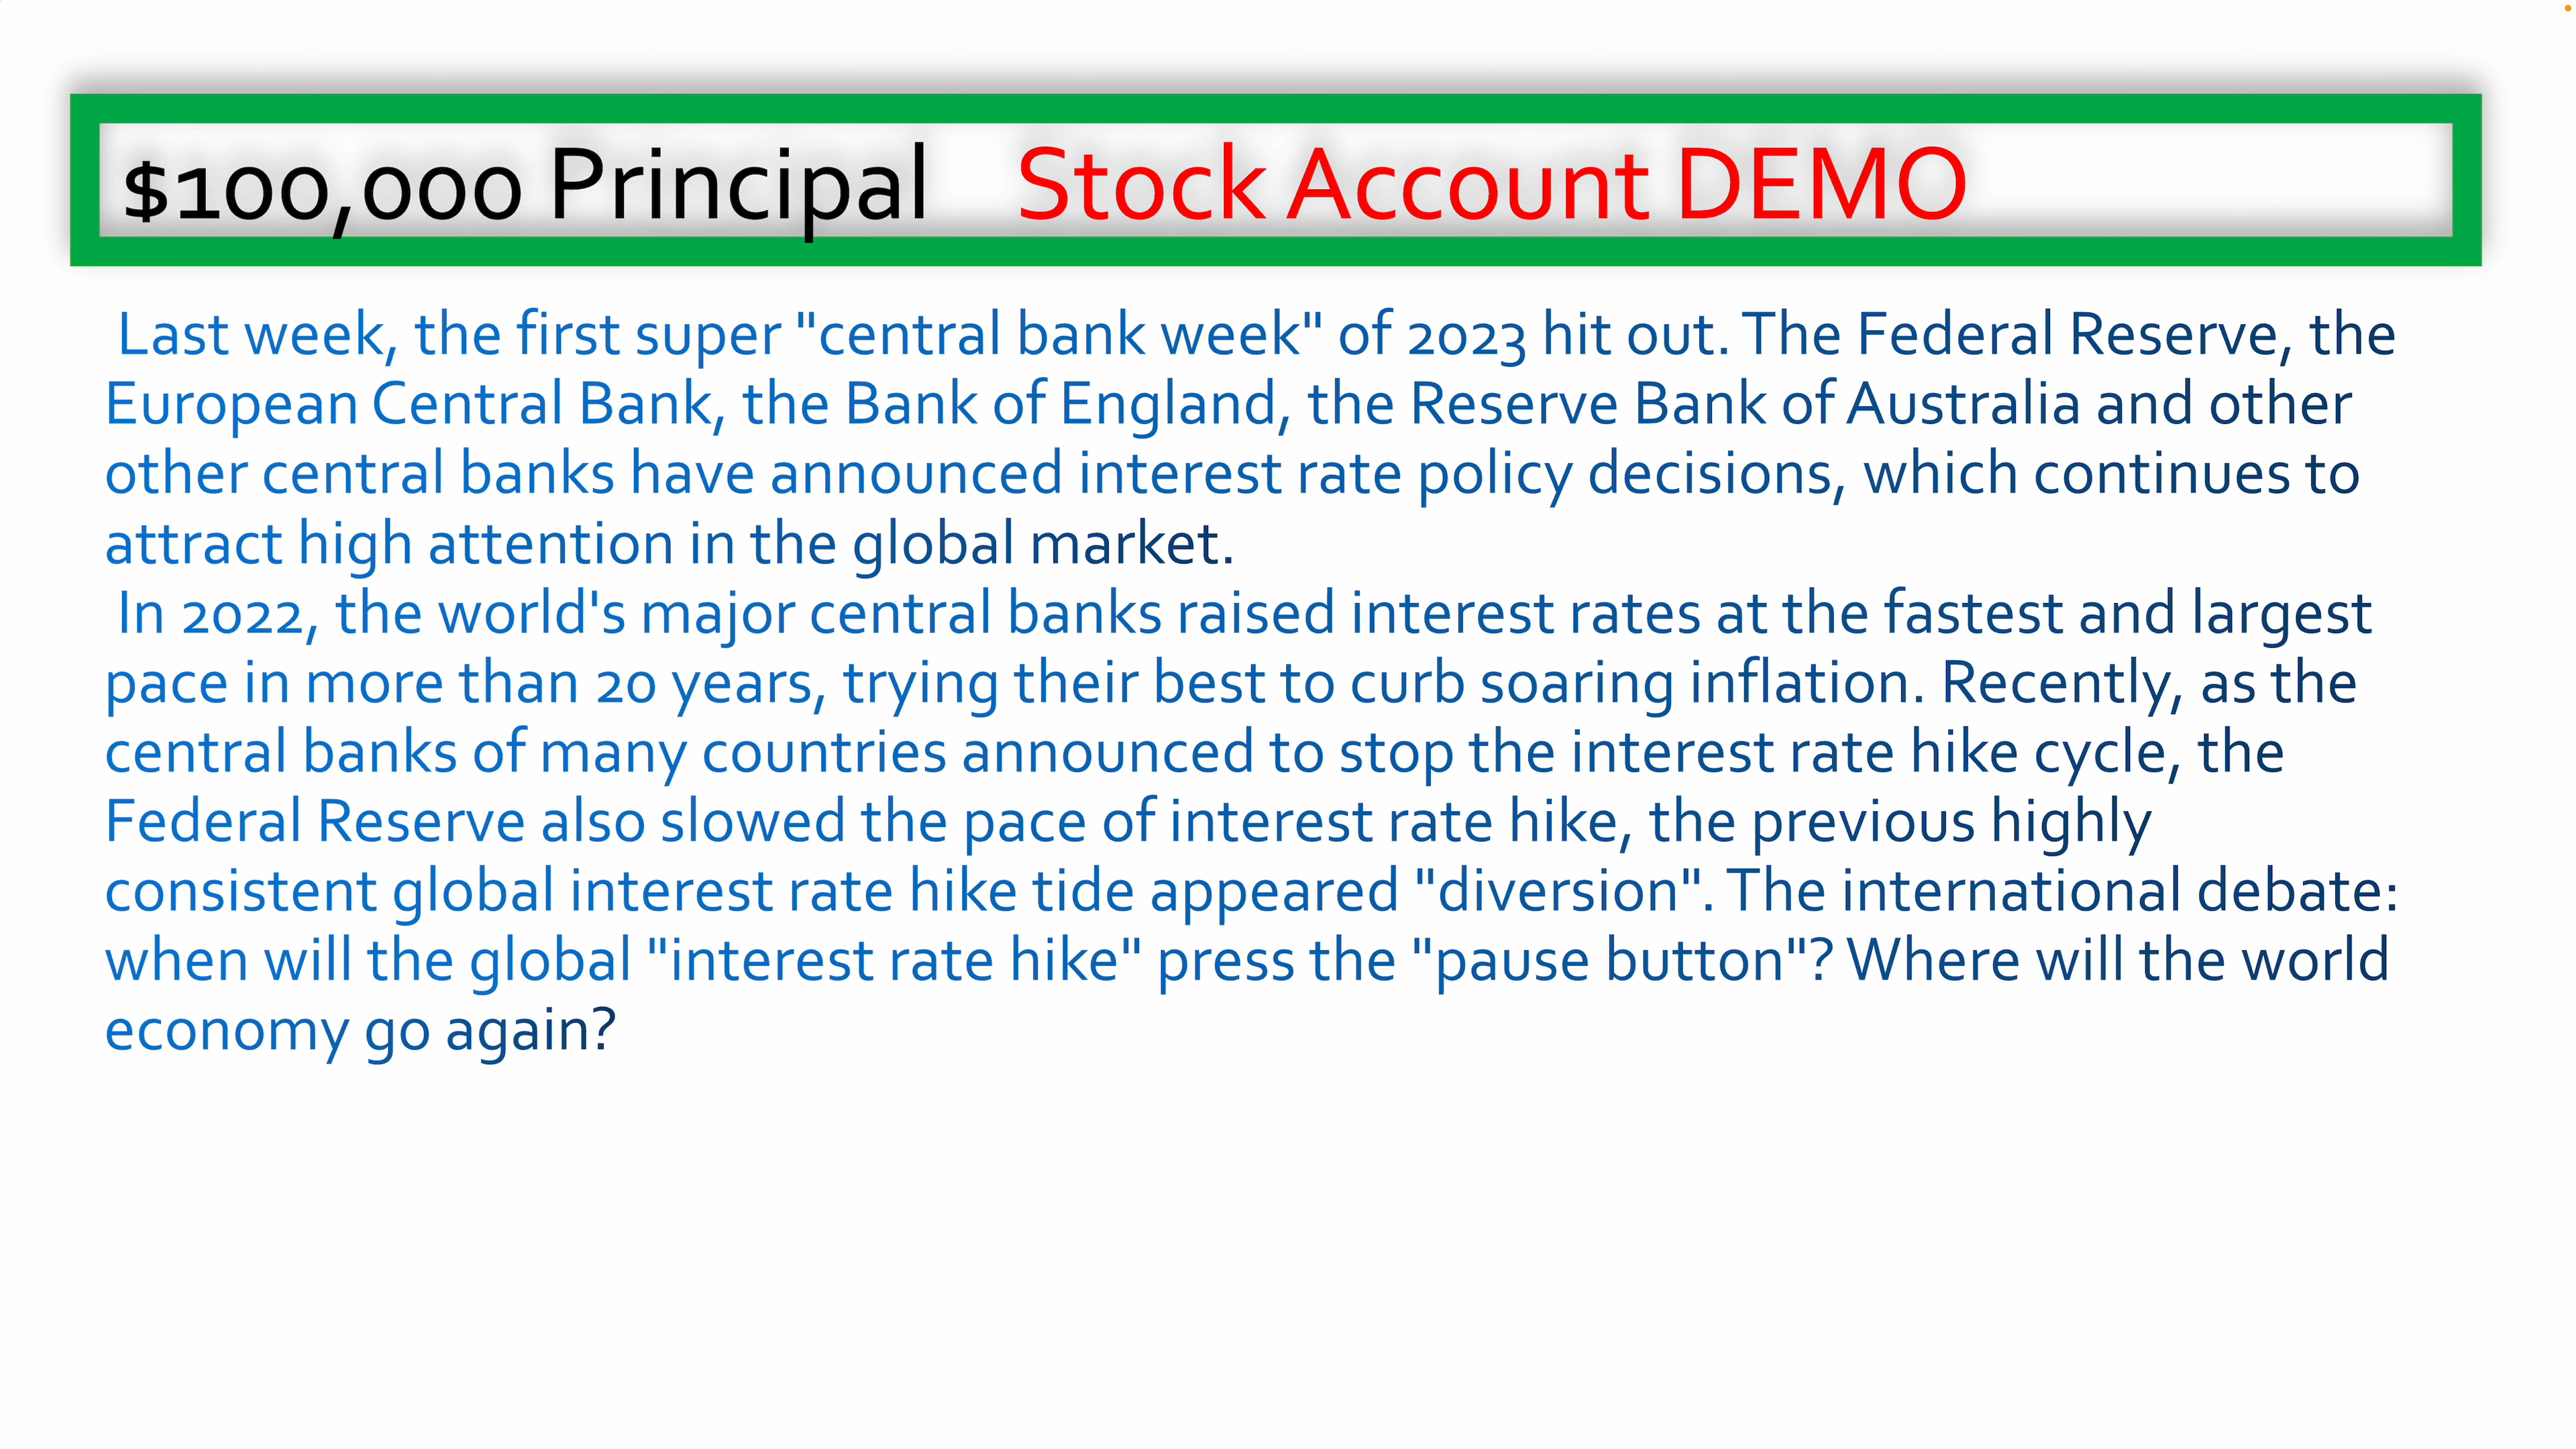 $100,000 Principal Stock Account DEMO
Last week, the first super "central bank week" of 2023 hit out. The Federal Reserve, the
European Central Bank, the Bank of England, the Reserve Bank of Australia and other
other central banks have announced interest rate policy decisions, which continues to
attract high attention in the global market.
In 2022, the world's major central banks raised interest rates at the fastest and largest
pace in more than 20 years, trying their best to curb soaring inflation. Recently, as the
central banks of many countries announced to stop the interest rate hike cycle, the
Federal Reserve also slowed the pace of interest rate hike, the previous highly
consistent global interest rate hike tide appeared "diversion". The international debate:
when will the global "interest rate hike" press the "pause button"? Where will the world
economy go again?